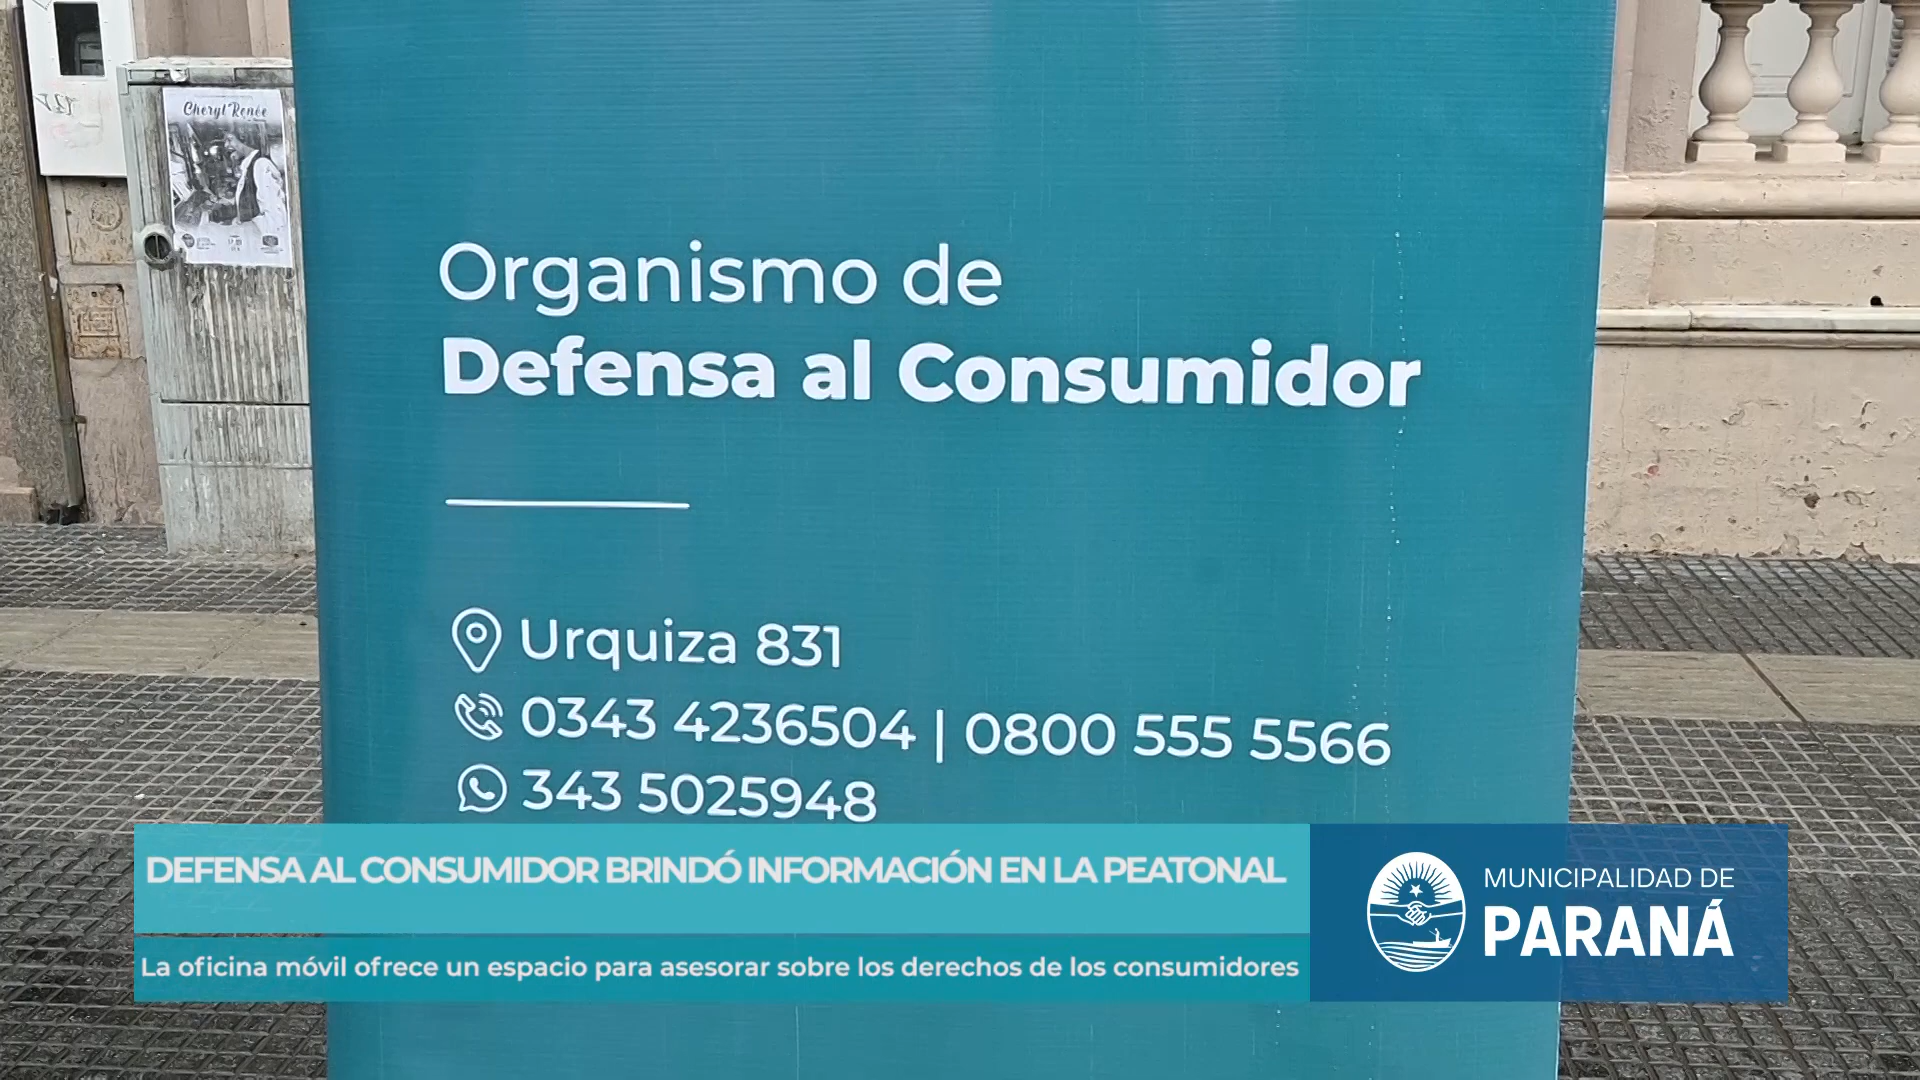 Cheryl Renée
Organismo de
Defensa al Consumidor
Urquiza 831
0343 4236504 | 0800 555 5566
343 5025948
DEFENSA AL CONSUMIDOR BRINDÓ INFORMACIÓN EN LA PEATONAL
La oficina móvil ofrece un espacio para asesorar sobre los derechos de los consumidores
MUNICIPALIDAD DE
PARANÁ